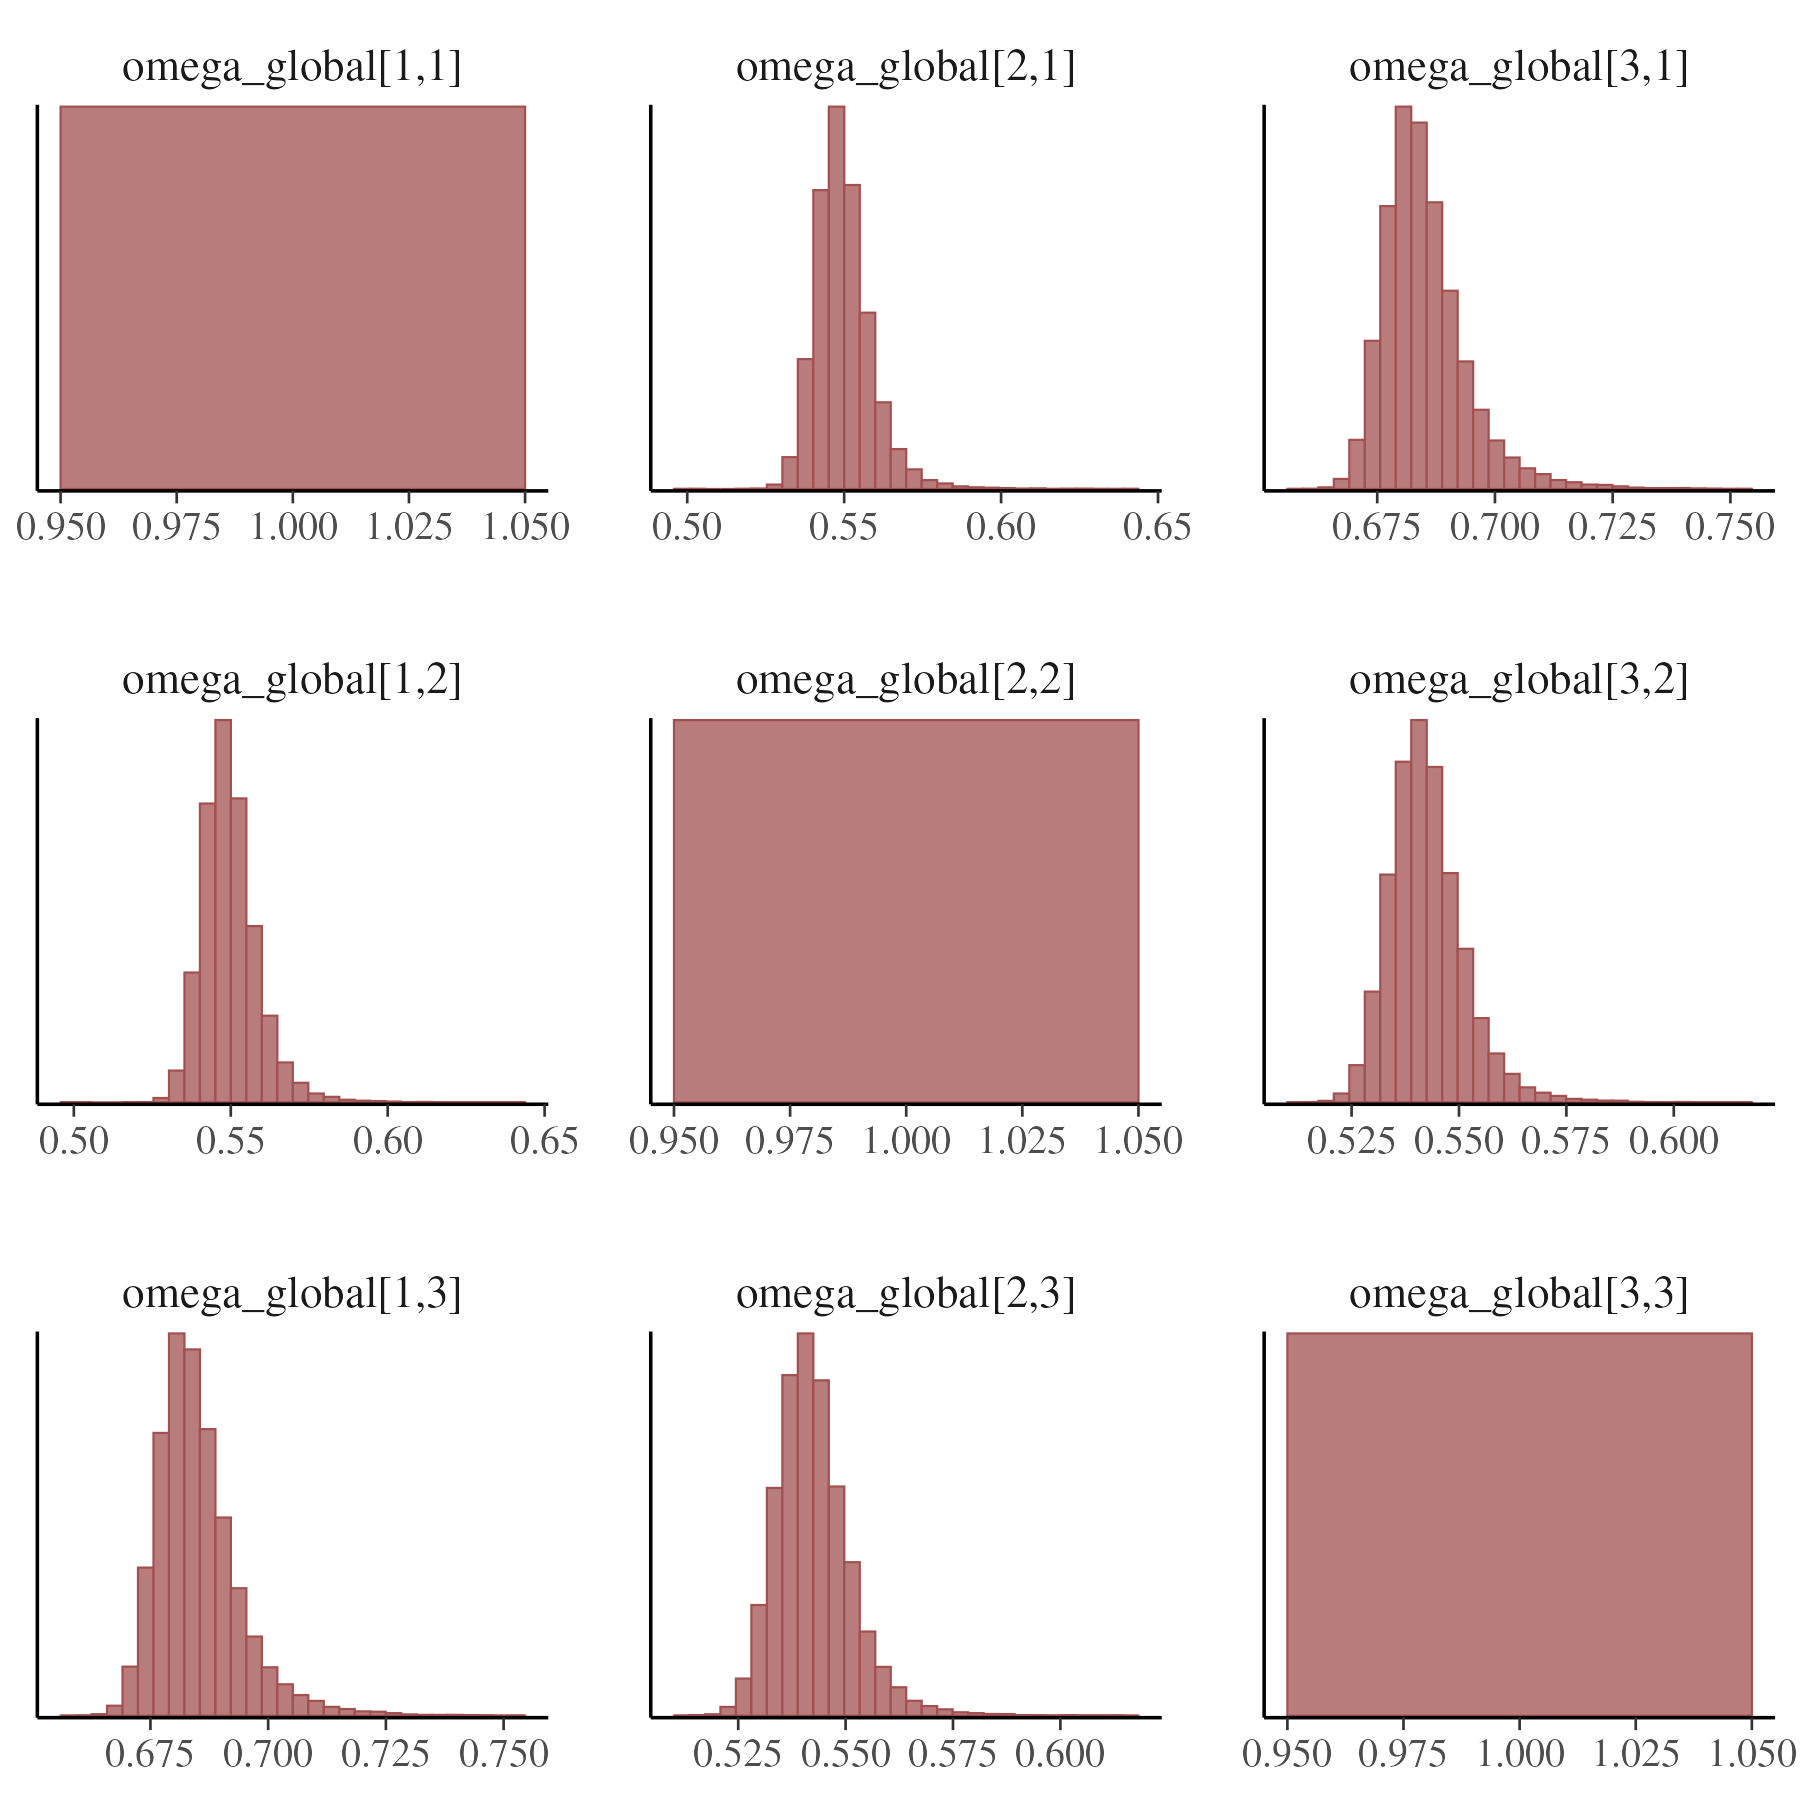 omega_global[1,1] omega_global[2,1] omega_global[3,1]
0.950 0.975 1.000 1.025 1.050 0.50 0.55 0.60 0.65 0.675 0.700 0.725 0.750
omega_global[1,2] omega_global[2,2] omega_global[3,2]
0.50 0.55 0.60 0.65 0.950 0.975 1.000 1.025 1.050 0.525 0.550 0.575 0.600
omega_global[1,3] omega_global[2,3] omega_global[3,3]
0.675 0.700 0.725 0.750 0.525 0.550 0.575 0.600 0.950 0.975 1.000 1.025 1.050